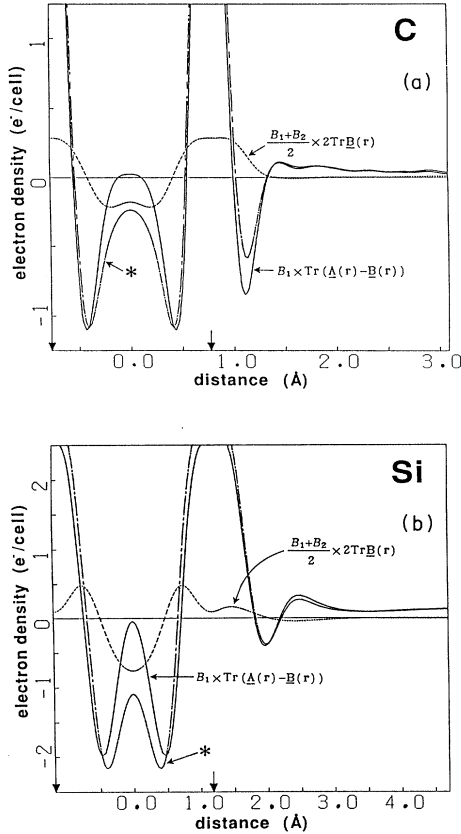 C
(a)
1
0
-1
electron density (e⁻/cell)
B₁+B₂
2
×2TrB(r)
*
B₁×Tr(A(r)-B(r))
0.0 1.0 2.0 3.0
distance (Å)
Si
(b)
2
1
0
-1
-2
electron density (e⁻/cell)
B₁+B₂
2
×2TrB(r)
B₁×Tr(A(r)-B(r))
*
0.0 1.0 2.0 3.0 4.0
distance (Å)